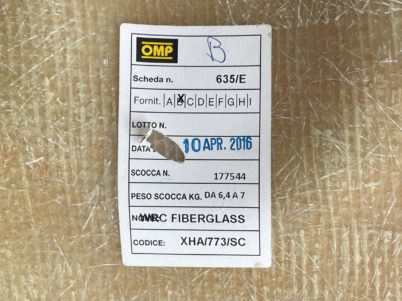 OMP
B
Scheda n. 635/E
Fornit. A B C D E F G H I
LOTTO N.
DATA 10 APR. 2016
SCOCCA N. 177544
PESO SCOCCA KG. DA 6,4 A 7
WRC FIBERGLASS
CODICE: XHA/773/SC